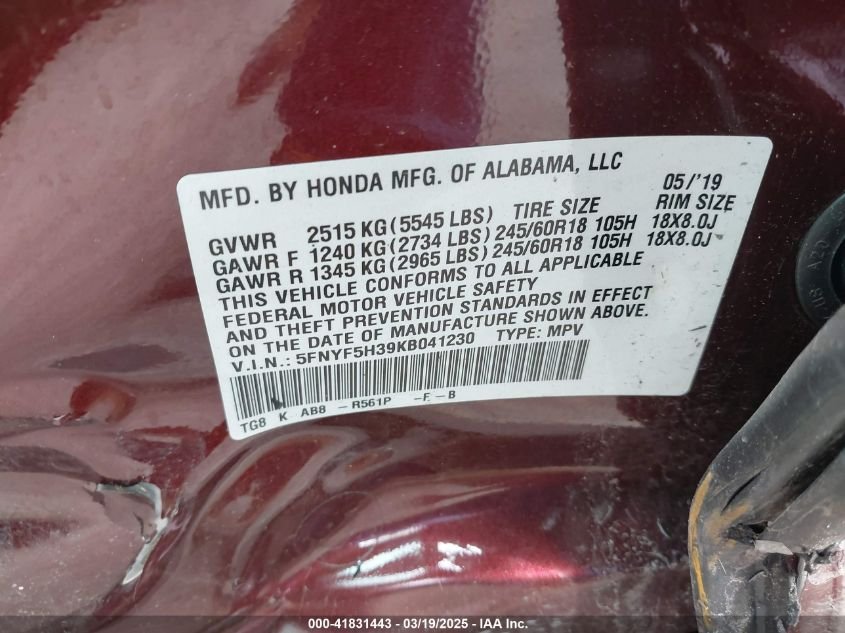 MFD. BY HONDA MFG. OF ALABAMA, LLC 05/'19
GVWR 2515 KG (5545 LBS) TIRE SIZE RIM SIZE
GAWR F 1240 KG (2734 LBS) 245/60R18 105H 18X8.0J
GAWR R 1345 KG (2965 LBS) 245/60R18 105H 18X8.0J
THIS VEHICLE CONFORMS TO ALL APPLICABLE
FEDERAL MOTOR VEHICLE SAFETY
AND THEFT PREVENTION STANDARDS IN EFFECT
ON THE DATE OF MANUFACTURE SHOWN ABOVE.
V.I.N.: 5FNYF5H39KB041230 TYPE: MPV
TG8 K AB8 -R561P -E-B
000-41831443 - 03/19/2025 - IAA Inc.